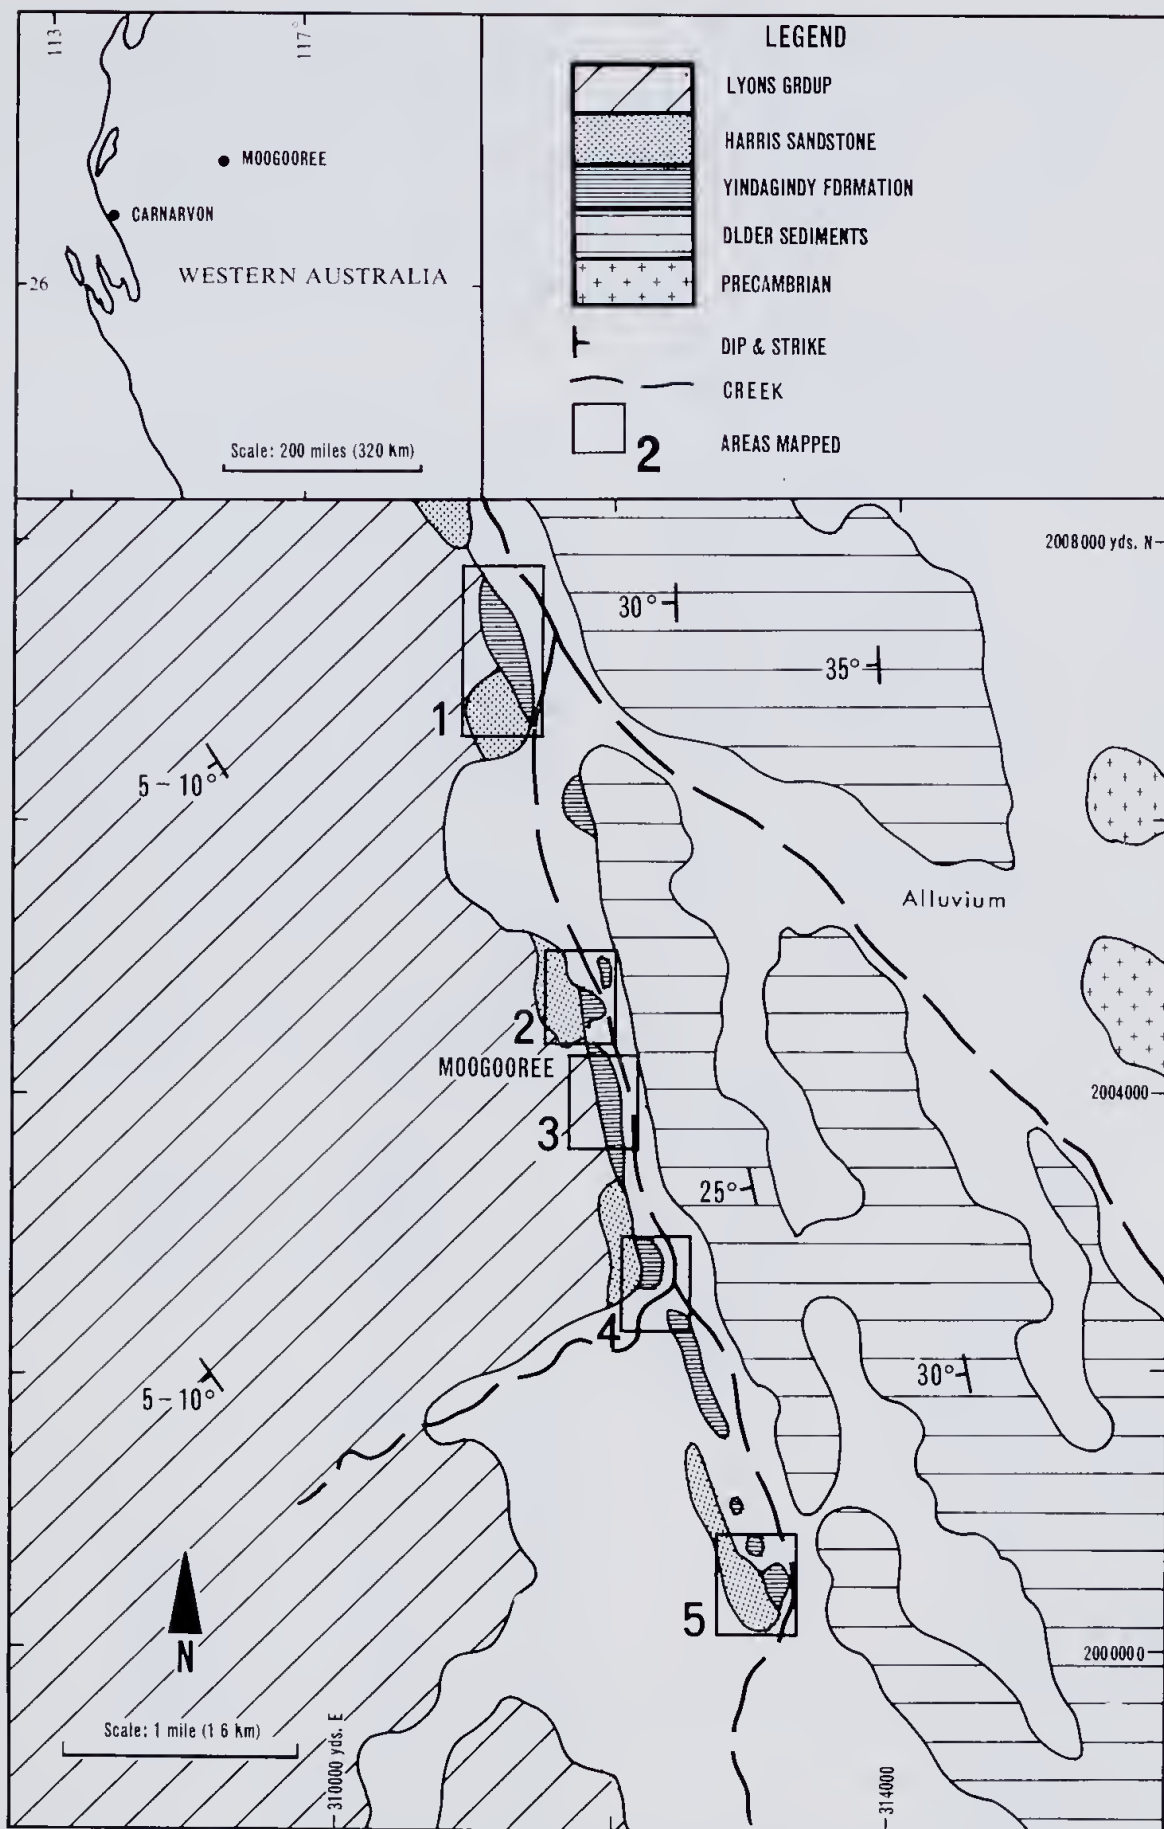 113
117°
MOOGOOREE
CARNARVON
26
WESTERN AUSTRALIA
Scale: 200 miles (320 Km)
LEGEND
LYONS GRDUP
HARRIS SANDSTONE
YINDAGINDY FDRMATION
DLDER SEDIMENTS
PRECAMBRIAN
DIP & STRIKE
CREEK
2
AREAS MAPPED
2008000 yds. N
30°
35°
1
5-10°
Alluvium
2
MOOGOOREE
2004000
3
25°
4
30°
5-10°
5
N
2000000
Scale: 1 mile (1 6 Km)
310000 yds. E
314000